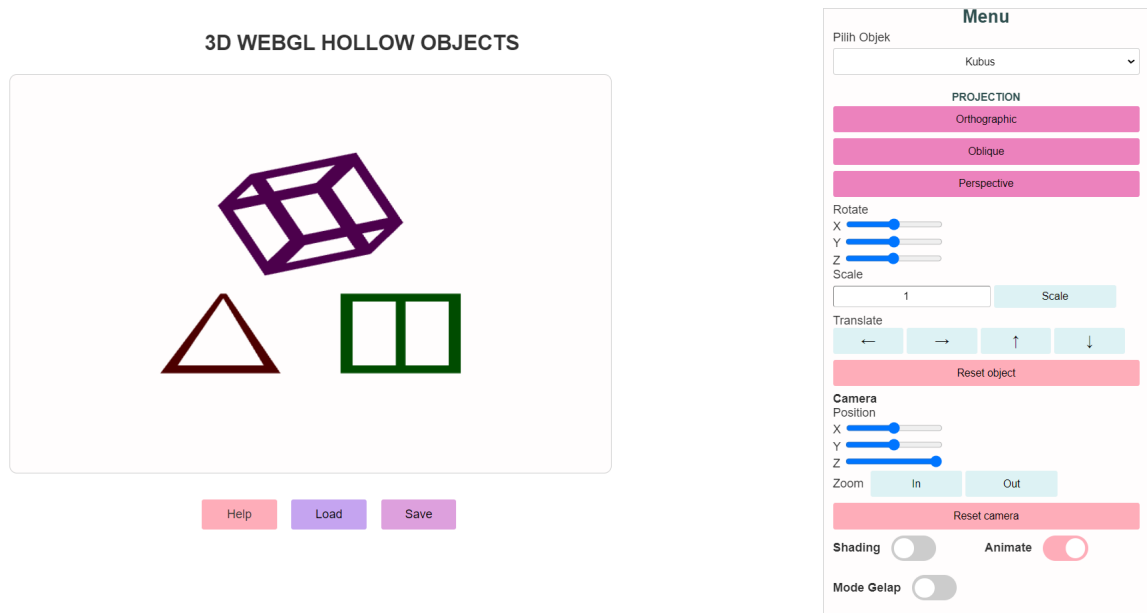 3D WEBGL HOLLOW OBJECTS
Help
Load
Save
Menu
Pilih Objek
Kubus
PROJECTION
Orthographic
Oblique
Perspective
Rotate
X
Y
Z
Scale
1 Scale
Translate
← → ↑ ↓
Reset object
Camera
Position
X
Y
Z
Zoom In Out
Reset camera
Shading Animate
Mode Gelap